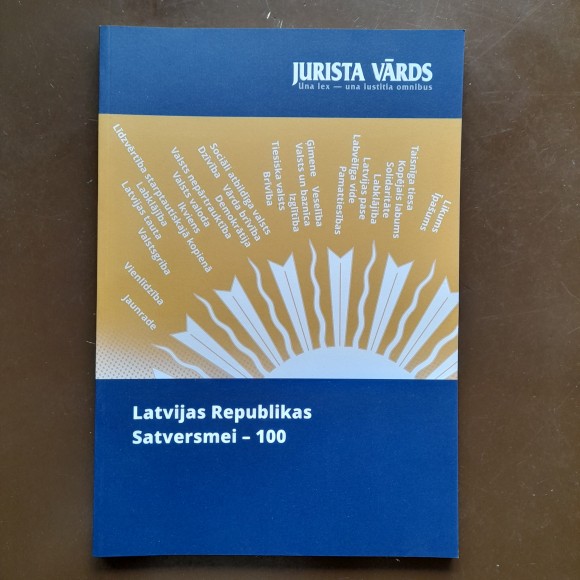 JURISTA VĀRDS
Una lex — una iustitia omnibus
Līdzvērtība starptautiskajā kopienā
Labklājība
Latvijas tauta
Valstsgriba
Vienlīdzība
Jaunrade
Ikviens
Valsts valoda
Valsts nepārtrauktība
Dzīvība
Sociāli atbildīga valsts
Vārda brīvība
Demokrātija
Tiesiska valsts
Brīvība
Ģimene
Valsts un baznīca
Veselība
Izglītība
Labvēlīga vide
Pamattiesības
Latvijas pase
Labklājība
Solidaritāte
Kopējais labums
Taisnīga tiesa
Likums
Īpašums
Latvijas Republikas
Satversmei – 100